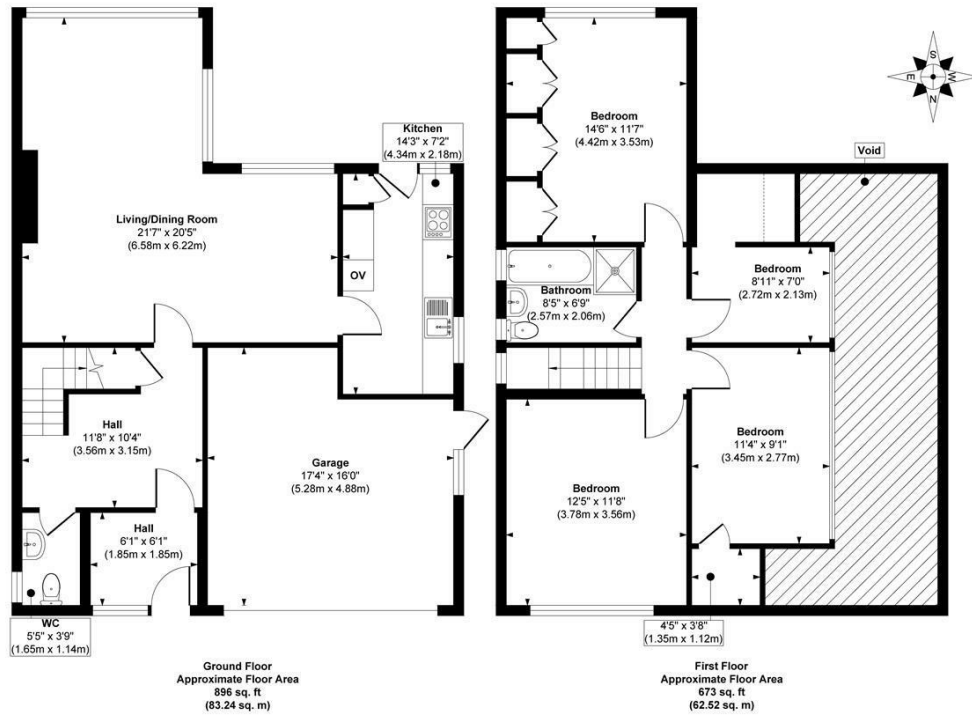 Living/Dining Room
21'7" x 20'5"
(6.58m x 6.22m)
Kitchen
14'3" x 7'2"
(4.34m x 2.18m)
OV
Hall
11'8" x 10'4"
(3.56m x 3.15m)
Garage
17'4" x 16'0"
(5.28m x 4.88m)
Hall
6'1" x 6'1"
(1.85m x 1.85m)
WC
5'5" x 3'9"
(1.65m x 1.14m)
Ground Floor
Approximate Floor Area
896 sq. ft
(83.24 sq. m)
Bedroom
14'6" x 11'7"
(4.42m x 3.53m)
Void
Bathroom
8'5" x 6'9"
(2.57m x 2.06m)
Bedroom
8'11" x 7'0"
(2.72m x 2.13m)
Bedroom
11'4" x 9'1"
(3.45m x 2.77m)
Bedroom
12'5" x 11'8"
(3.78m x 3.56m)
4'5" x 3'8"
(1.35m x 1.12m)
First Floor
Approximate Floor Area
673 sq. ft
(62.52 sq. m)
S
E
W
N